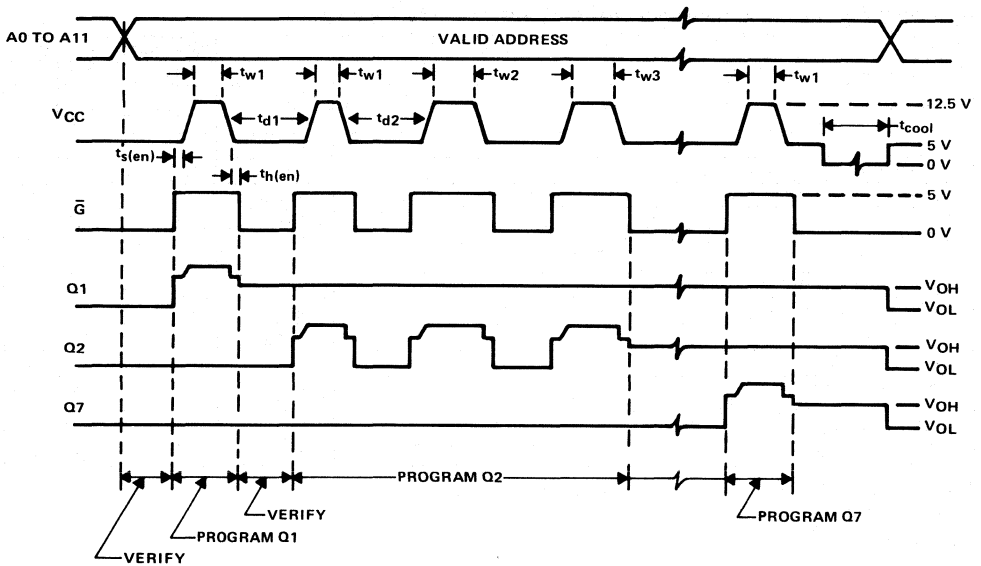 A0 TO A11
VALID ADDRESS
tw1 tw1 tw2 tw3 tw1
VCC
td1 td2
12.5 V
tcool
5 V
0 V
ts(en)
th(en)
G̅
5 V
0 V
Q1
VOH
VOL
Q2
VOH
VOL
Q7
VOH
VOL
PROGRAM Q2
VERIFY
PROGRAM Q7
PROGRAM Q1
VERIFY